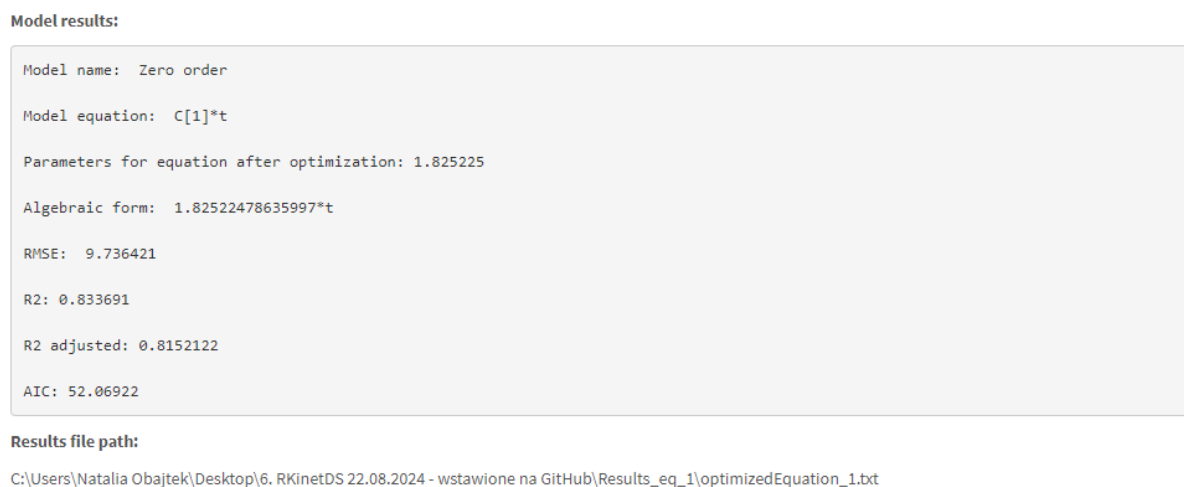 Model results:
Model name:  Zero order
Model equation:  C[1]*t
Parameters for equation after optimization: 1.825225
Algebraic form:  1.82522478635997*t
RMSE:  9.736421
R2: 0.833691
R2 adjusted: 0.8152122
AIC: 52.06922
Results file path:
C:\Users\Natalia Obajtek\Desktop\6. RKinetDS 22.08.2024 - wstawione na GitHub\Results_eq_1\optimizedEquation_1.txt